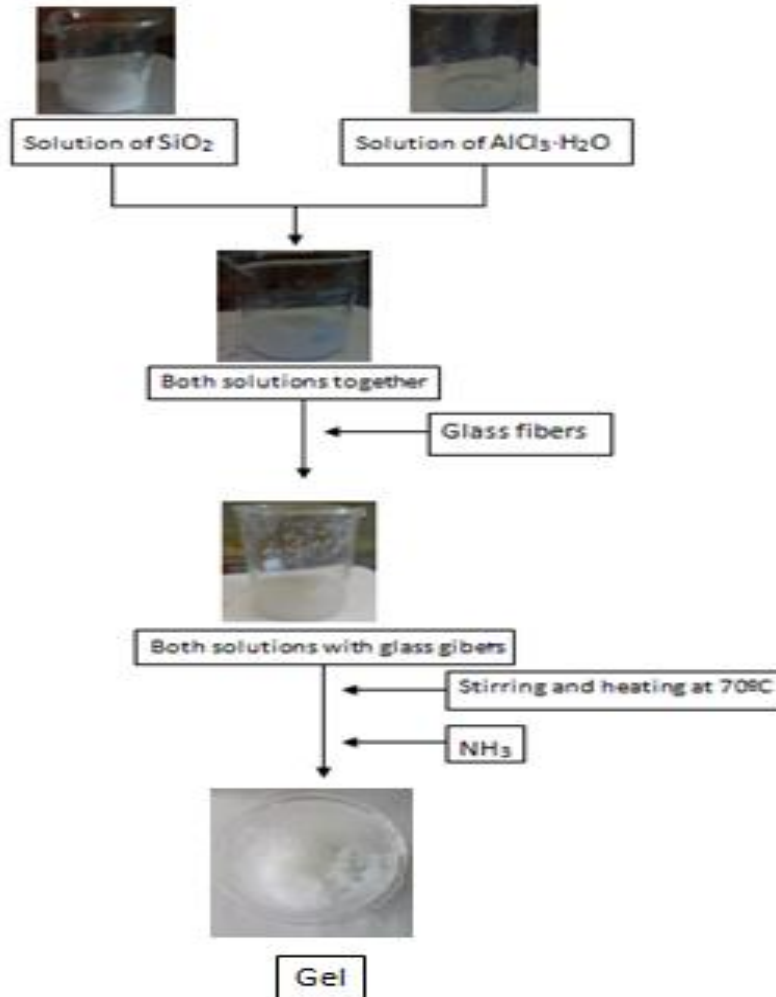 Solution of SiO₂
Solution of AlCl₃·H₂O
Both solutions together
Glass fibers
Both solutions with glass gibers
Stirring and heating at 70ºC
NH₃
Gel